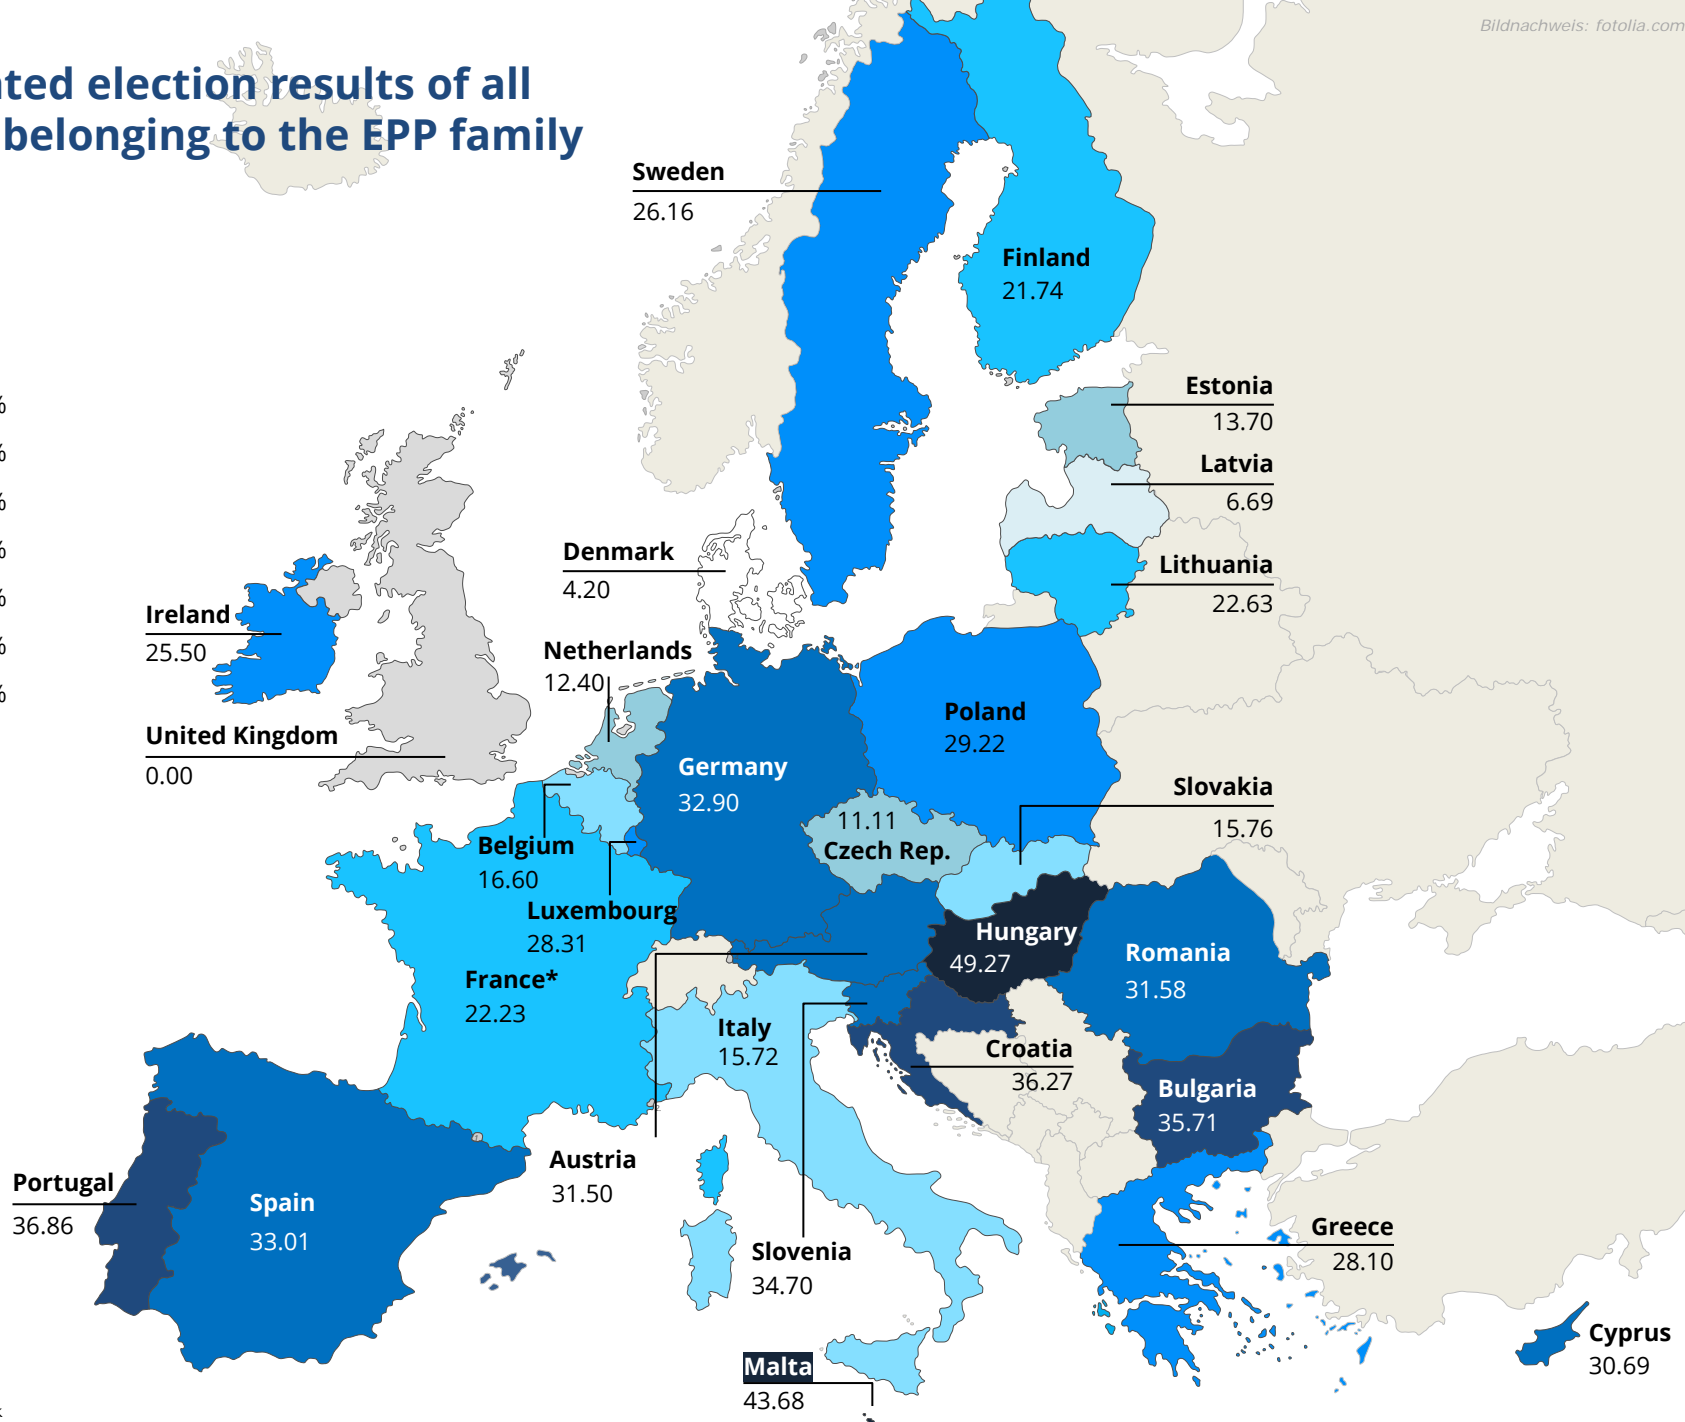 Bildnachweis: fotolia.com
election results of all
belonging to the EPP family
Sweden
26.16
Finland
21.74
%
%
%
%
%
%
%
Estonia
13.70
Latvia
6.69
Lithuania
22.63
Denmark
4.20
Ireland
25.50
Netherlands
12.40
United Kingdom
0.00
Poland
29.22
Germany
32.90
Slovakia
15.76
11.11
Czech Rep.
Belgium
16.60
Luxembourg
28.31
Hungary
49.27
Romania
31.58
France*
22.23
Italy
15.72
Croatia
36.27
Bulgaria
35.71
Austria
31.50
Portugal
36.86
Spain
33.01
Slovenia
34.70
Greece
28.10
Malta
43.68
Cyprus
30.69